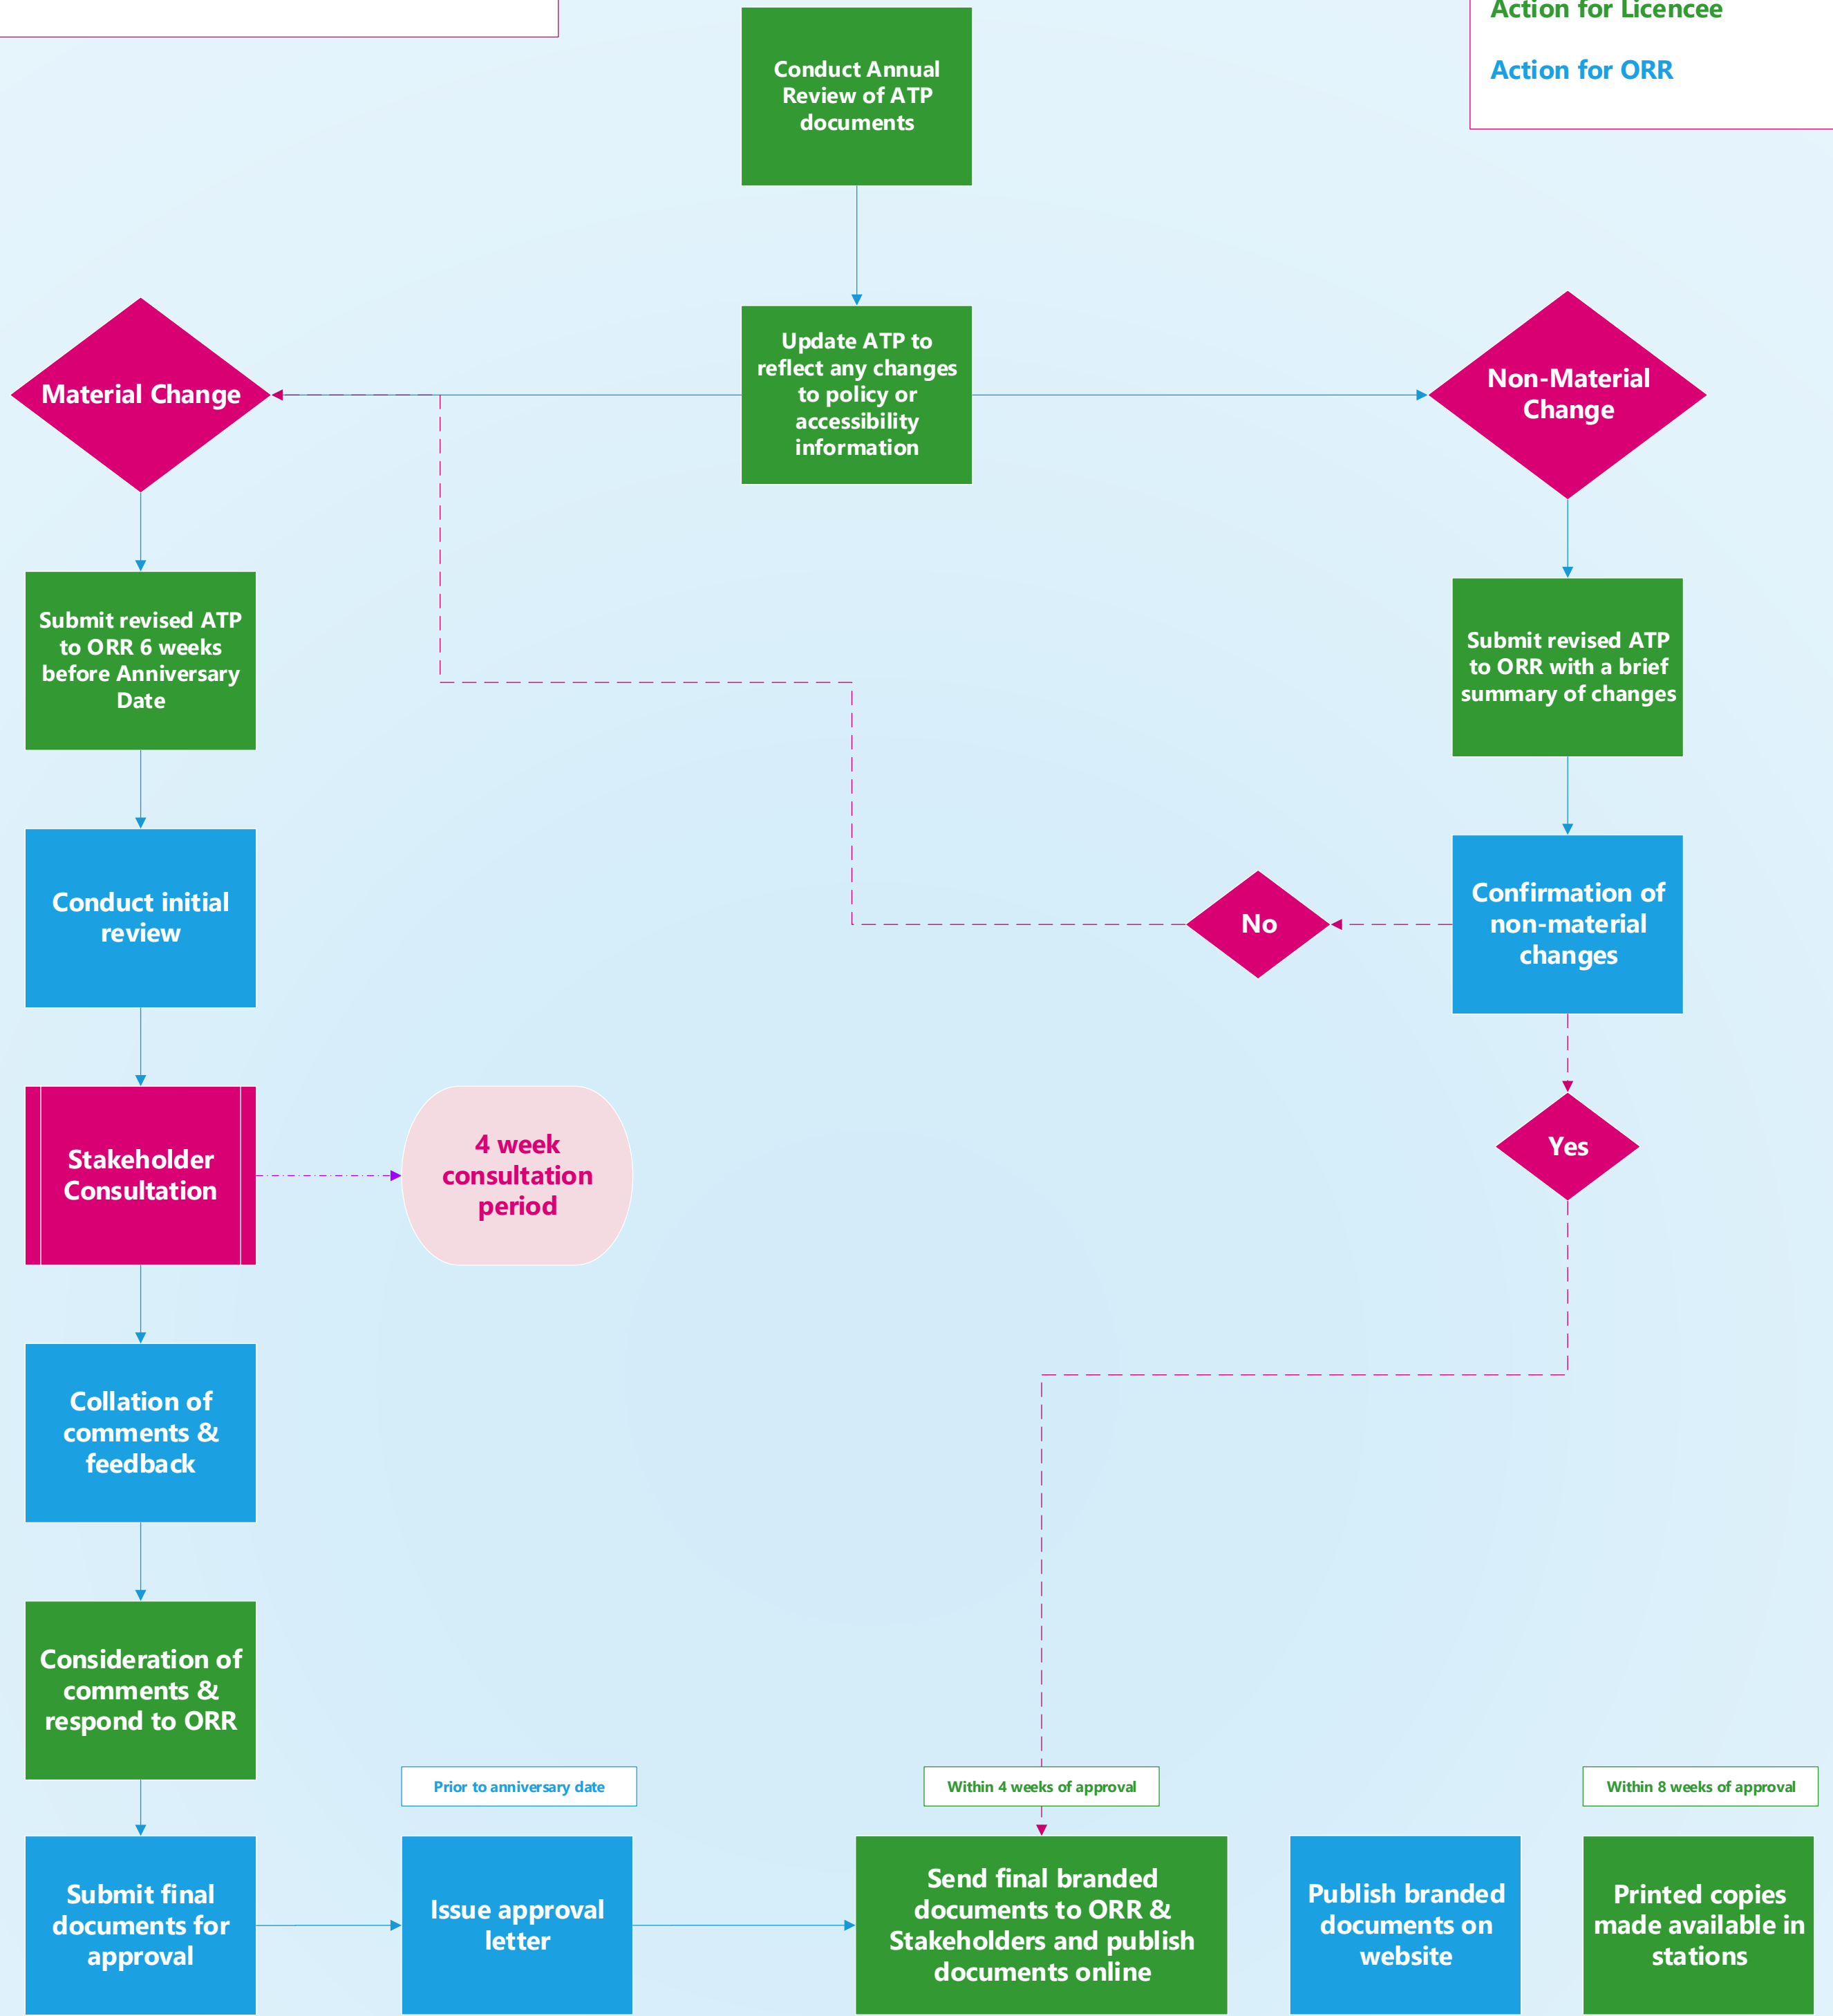 Action for Licencee
Action for ORR
Conduct Annual
Review of ATP
documents
Material Change
Update ATP to
reflect any changes
to policy or
accessibility
information
Non-Material
Change
Submit revised ATP
to ORR 6 weeks
before Anniversary
Date
Submit revised ATP
to ORR with a brief
summary of changes
Conduct initial
review
No
Confirmation of
non-material
changes
Stakeholder
Consultation
4 week
consultation
period
Yes
Collation of
comments &
feedback
Consideration of
comments &
respond to ORR
Prior to anniversary date
Within 4 weeks of approval
Within 8 weeks of approval
Submit final
documents for
approval
Issue approval
letter
Send final branded
documents to ORR &
Stakeholders and publish
documents online
Publish branded
documents on
website
Printed copies
made available in
stations